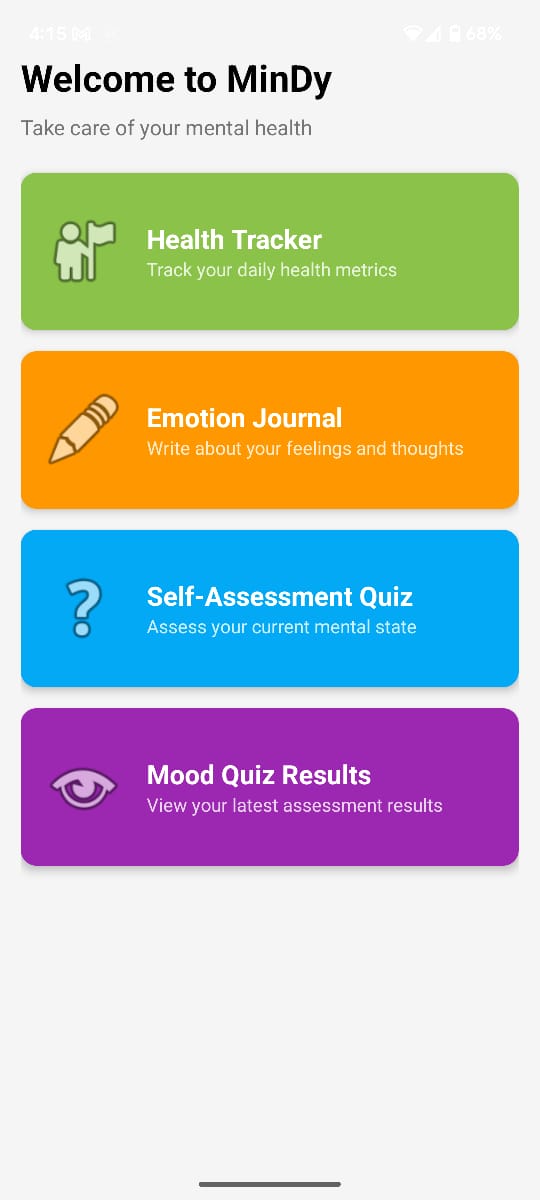 4:15
68%
Welcome to MinDy
Take care of your mental health
Health Tracker
Track your daily health metrics
Emotion Journal
Write about your feelings and thoughts
Self-Assessment Quiz
Assess your current mental state
Mood Quiz Results
View your latest assessment results